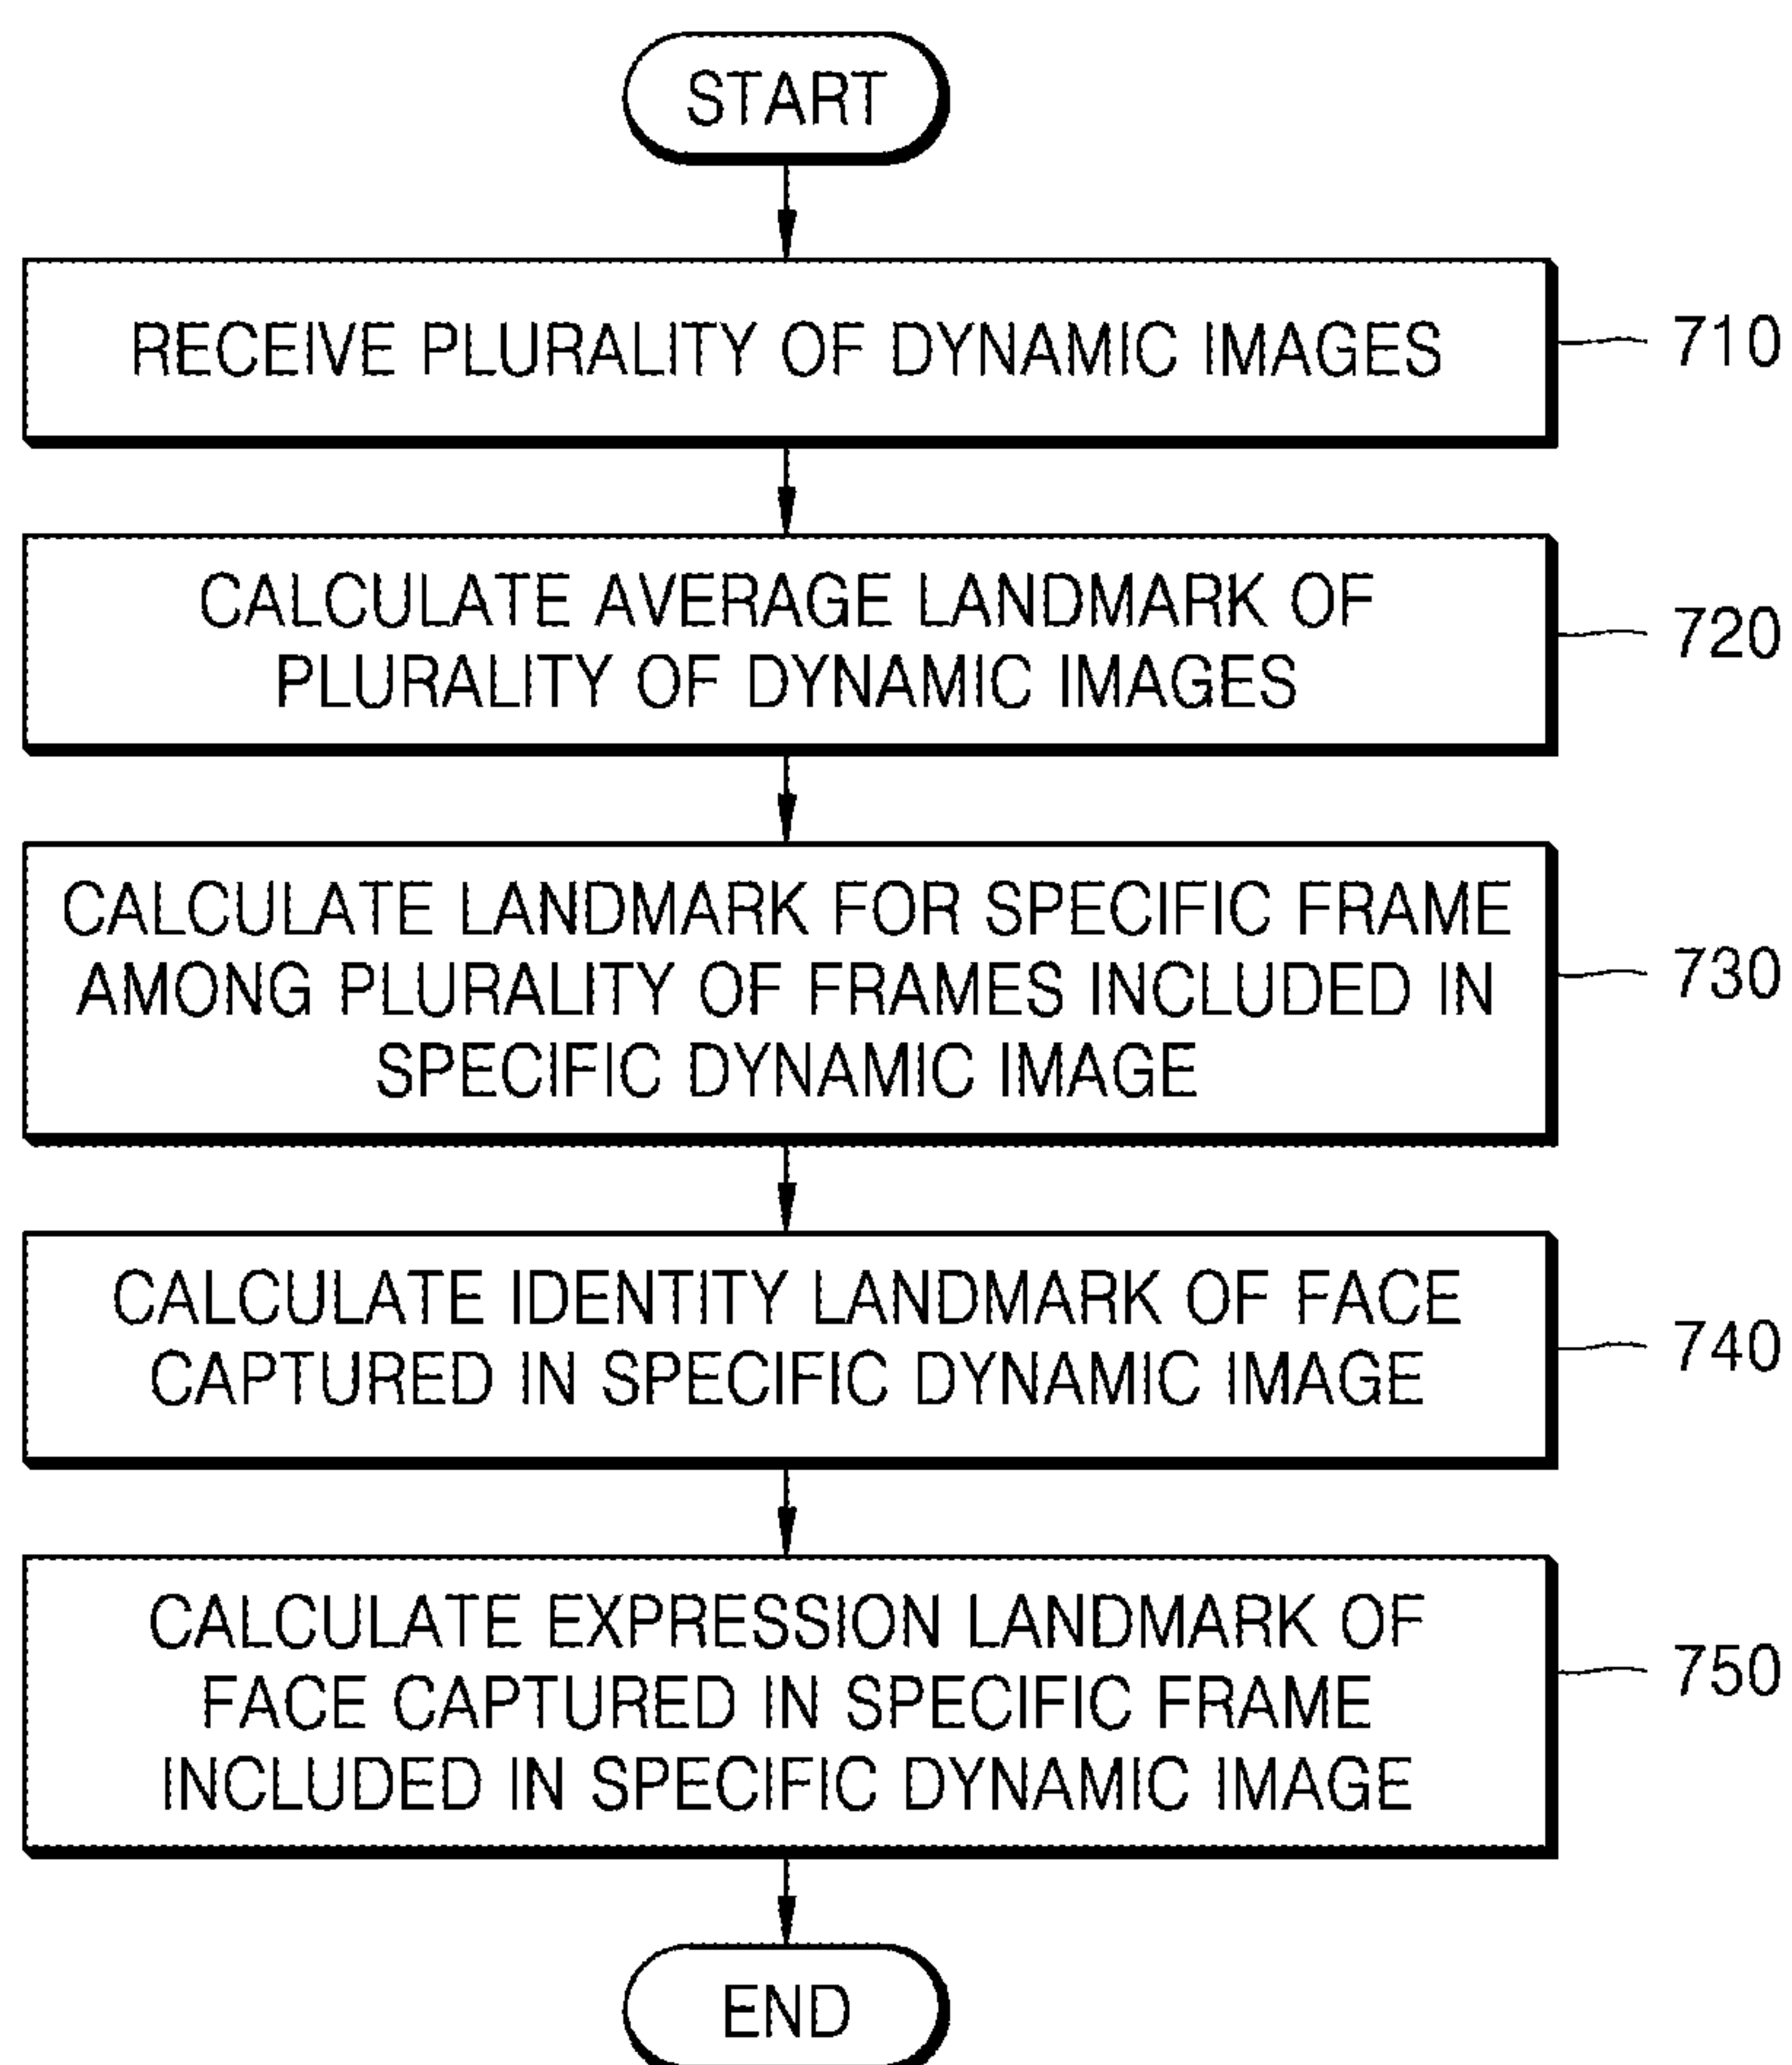 START
RECEIVE PLURALITY OF DYNAMIC IMAGES
710
CALCULATE AVERAGE LANDMARK OF
PLURALITY OF DYNAMIC IMAGES
720
CALCULATE LANDMARK FOR SPECIFIC FRAME
AMONG PLURALITY OF FRAMES INCLUDED IN
SPECIFIC DYNAMIC IMAGE
730
CALCULATE IDENTITY LANDMARK OF FACE
CAPTURED IN SPECIFIC DYNAMIC IMAGE
740
CALCULATE EXPRESSION LANDMARK OF
FACE CAPTURED IN SPECIFIC FRAME
INCLUDED IN SPECIFIC DYNAMIC IMAGE
750
END